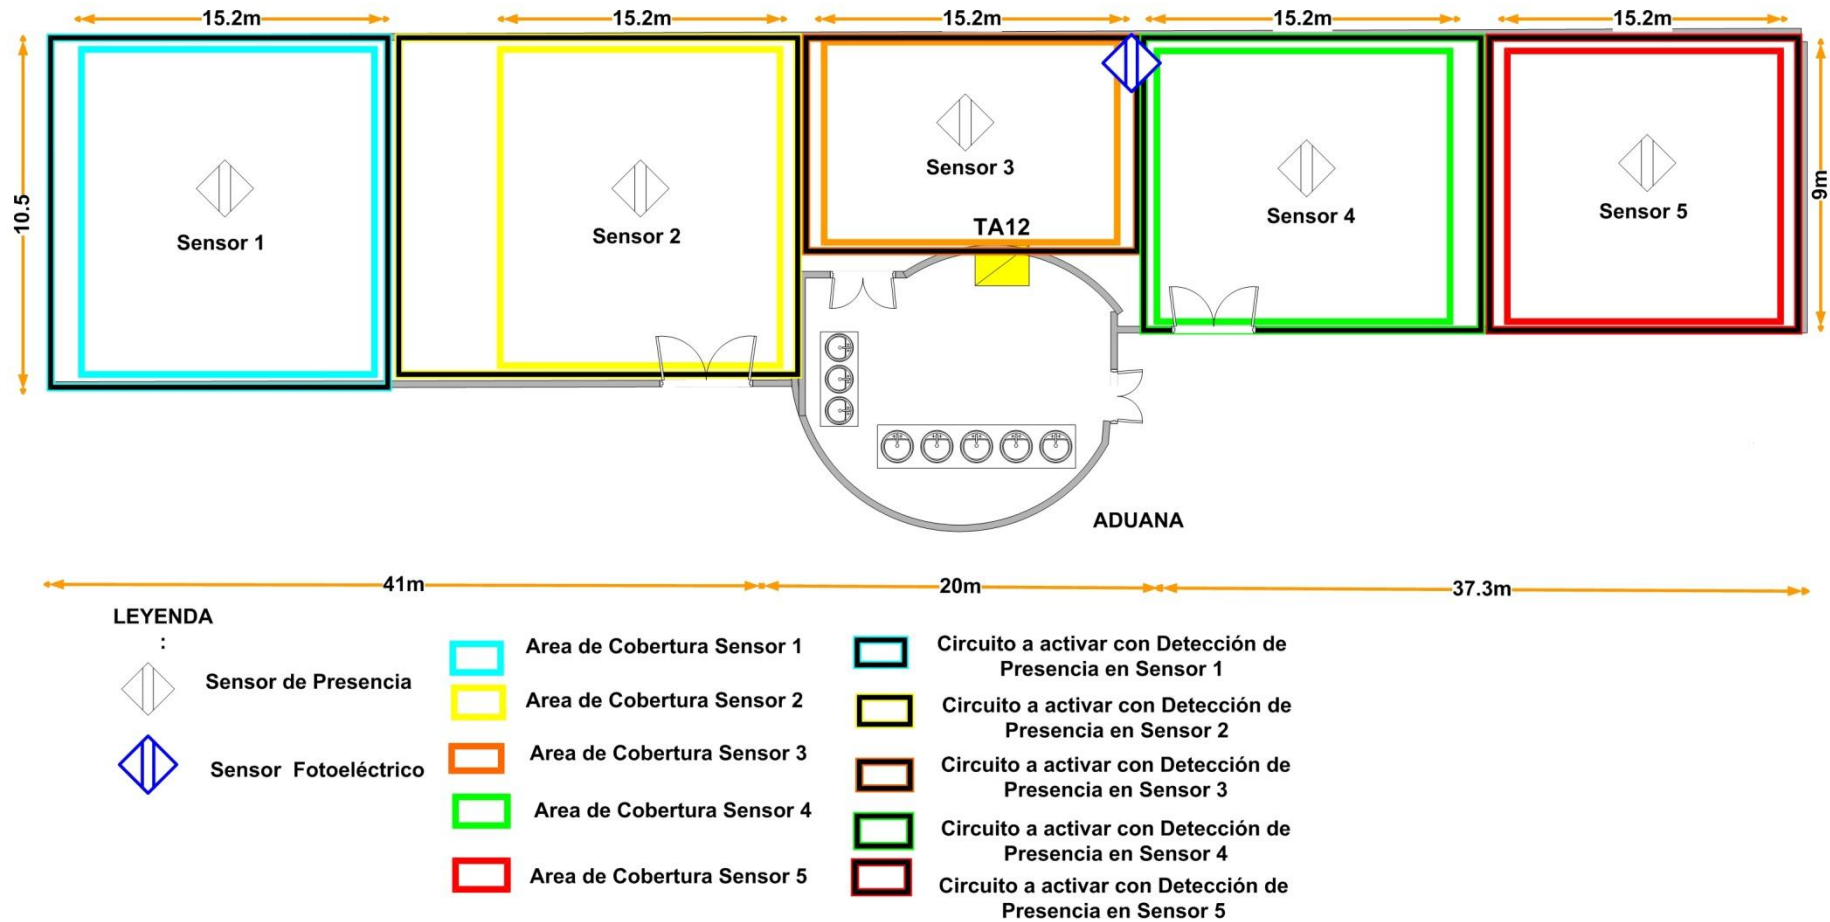 15.2m
15.2m
15.2m
15.2m
15.2m
10.5
9m
Sensor 1
Sensor 2
Sensor 3
Sensor 4
Sensor 5
TA12
ADUANA
41m
20m
37.3m
LEYENDA
:
Sensor de Presencia
Sensor Fotoeléctrico
Area de Cobertura Sensor 1
Area de Cobertura Sensor 2
Area de Cobertura Sensor 3
Area de Cobertura Sensor 4
Area de Cobertura Sensor 5
Circuito a activar con Detección de
Presencia en Sensor 1
Circuito a activar con Detección de
Presencia en Sensor 2
Circuito a activar con Detección de
Presencia en Sensor 3
Circuito a activar con Detección de
Presencia en Sensor 4
Circuito a activar con Detección de
Presencia en Sensor 5